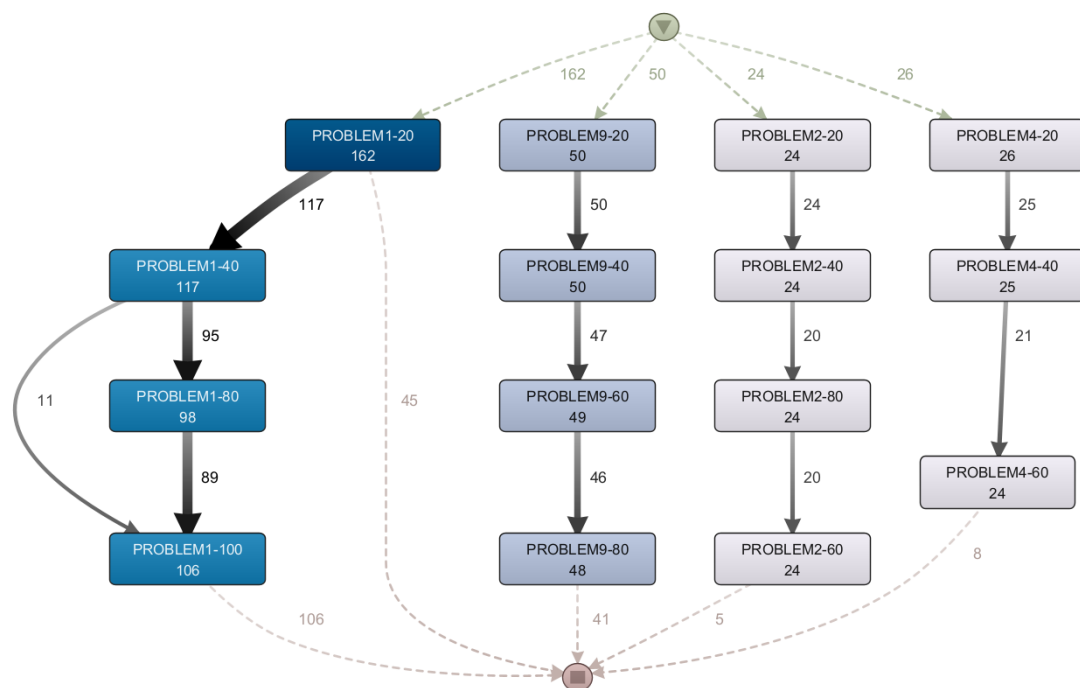 162
50
24
26
PROBLEM1-20
162
PROBLEM9-20
50
PROBLEM2-20
24
PROBLEM4-20
26
117
50
24
25
PROBLEM1-40
117
PROBLEM9-40
50
PROBLEM2-40
24
PROBLEM4-40
25
95
47
20
21
11
PROBLEM1-80
98
45
PROBLEM9-60
49
PROBLEM2-80
24
89
46
20
PROBLEM4-60
24
PROBLEM1-100
106
PROBLEM9-80
48
PROBLEM2-60
24
8
106
41
5